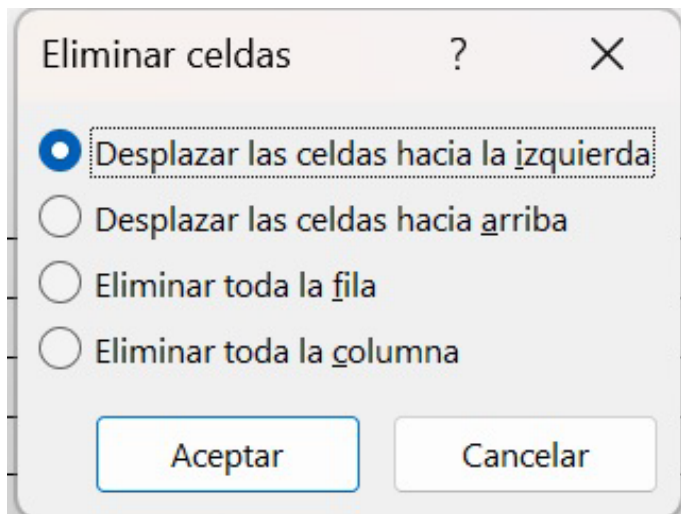 Eliminar celdas ?
Desplazar las celdas hacia la izquierda
Desplazar las celdas hacia arriba
Eliminar toda la fila
Eliminar toda la columna
Aceptar Cancelar